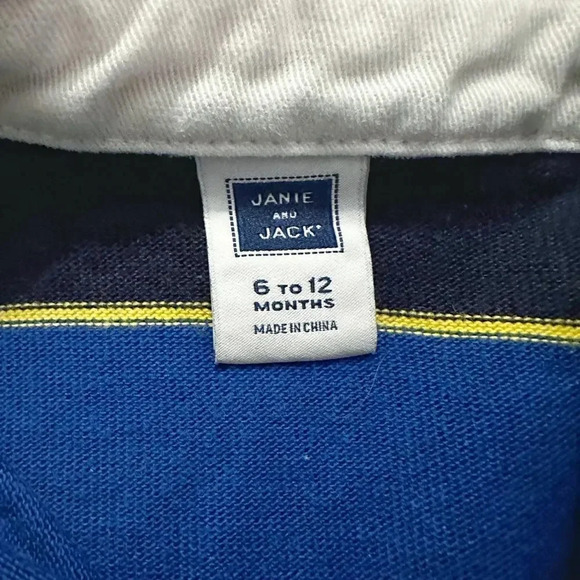 JANIE
AND
JACK®
6 TO 12
MONTHS
MADE IN CHINA